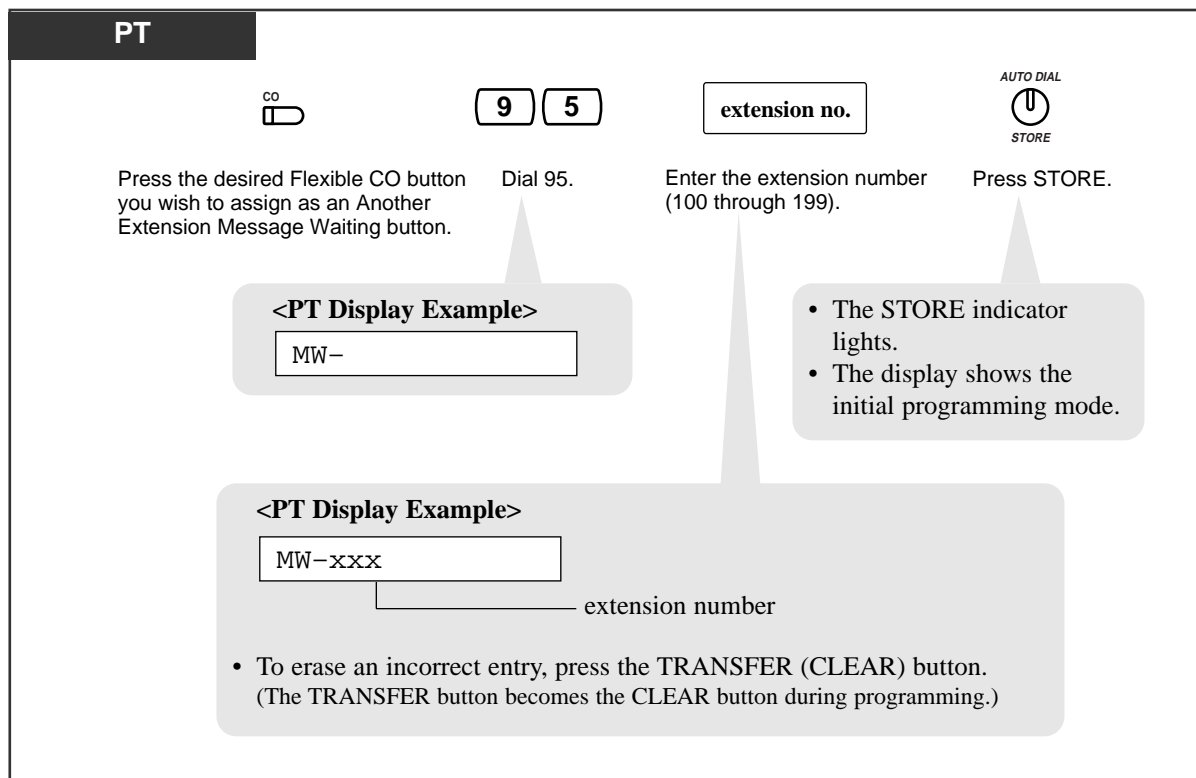 PT
CO
9 5
extension no.
AUTO DIAL
STORE
Press the desired Flexible CO button
you wish to assign as an Another
Extension Message Waiting button.
Dial 95.
Enter the extension number
(100 through 199).
Press STORE.
<PT Display Example>
MW–
• The STORE indicator
lights.
• The display shows the
initial programming mode.
<PT Display Example>
MW–xxx
extension number
• To erase an incorrect entry, press the TRANSFER (CLEAR) button.
(The TRANSFER button becomes the CLEAR button during programming.)